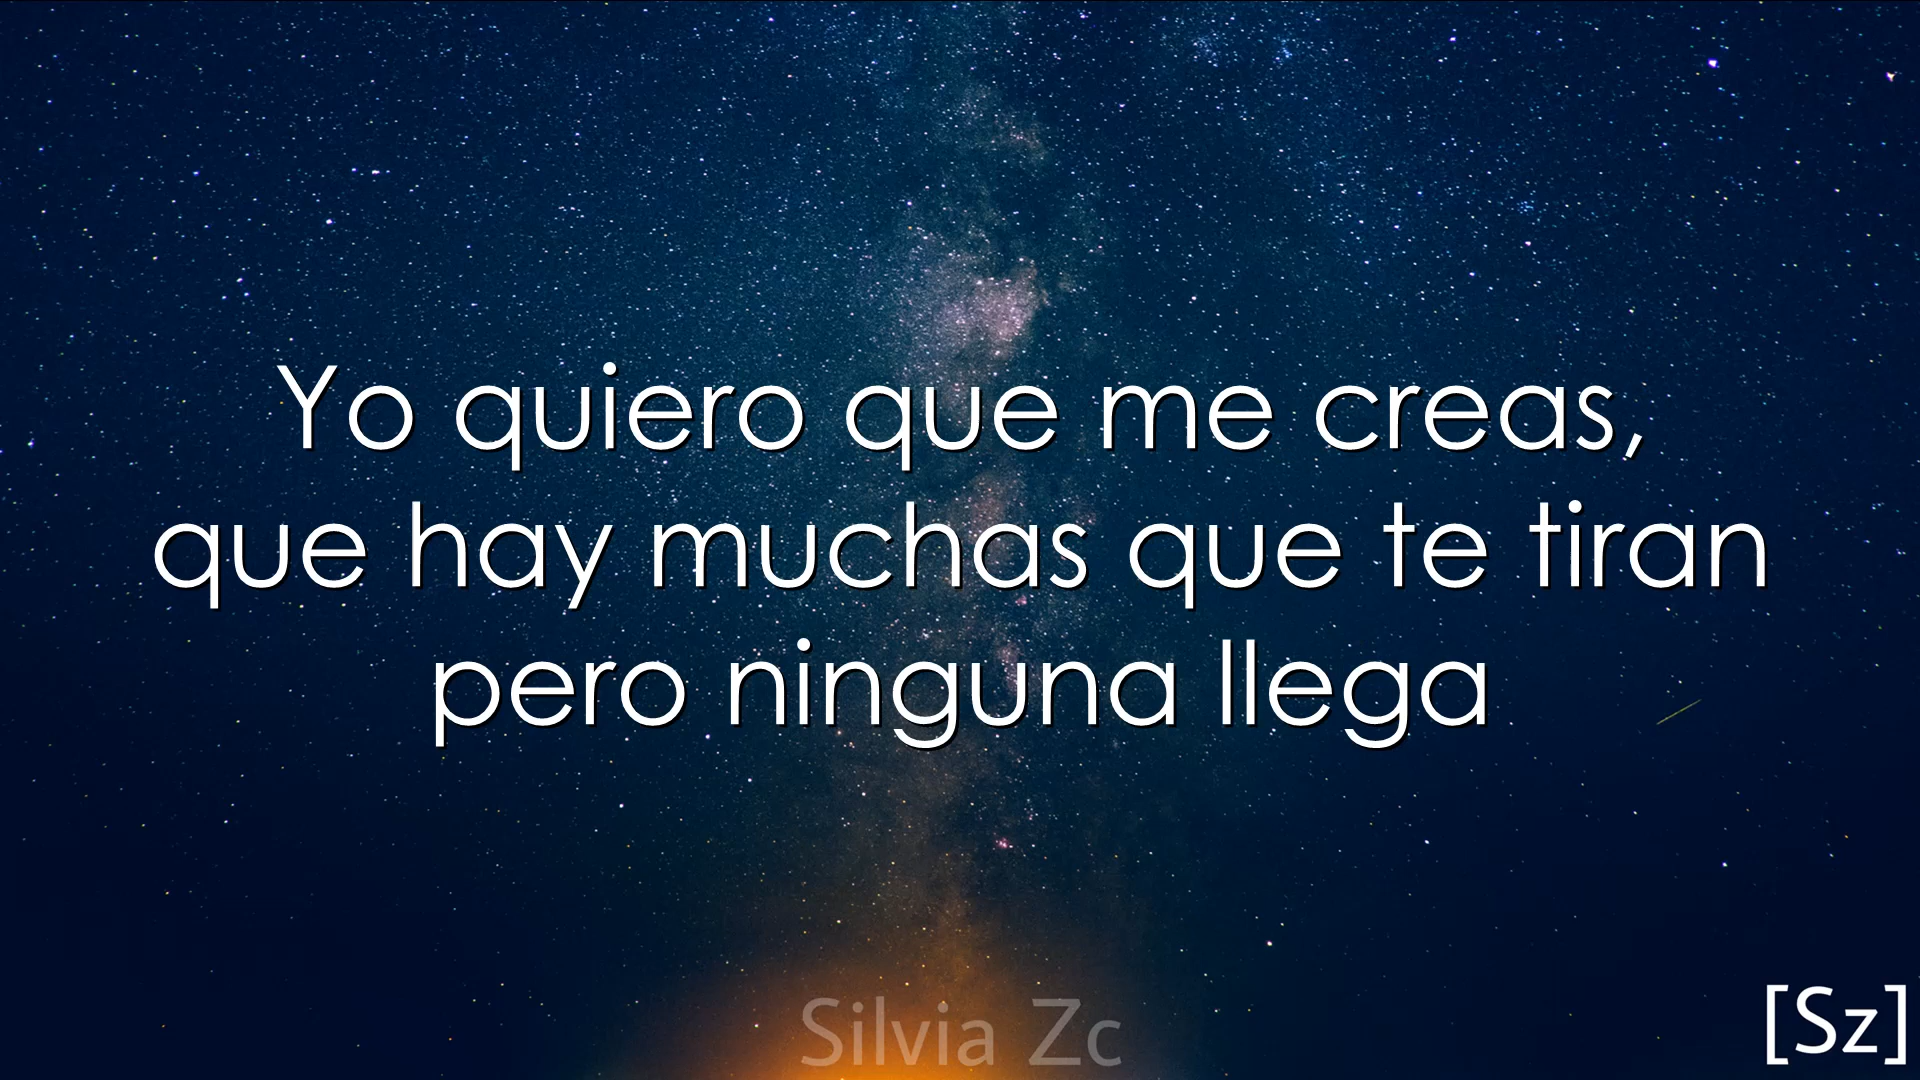 Yo quiero que me creas,
que hay muchas que te tiran
pero ninguna llega
Silvia Zc
[Sz]